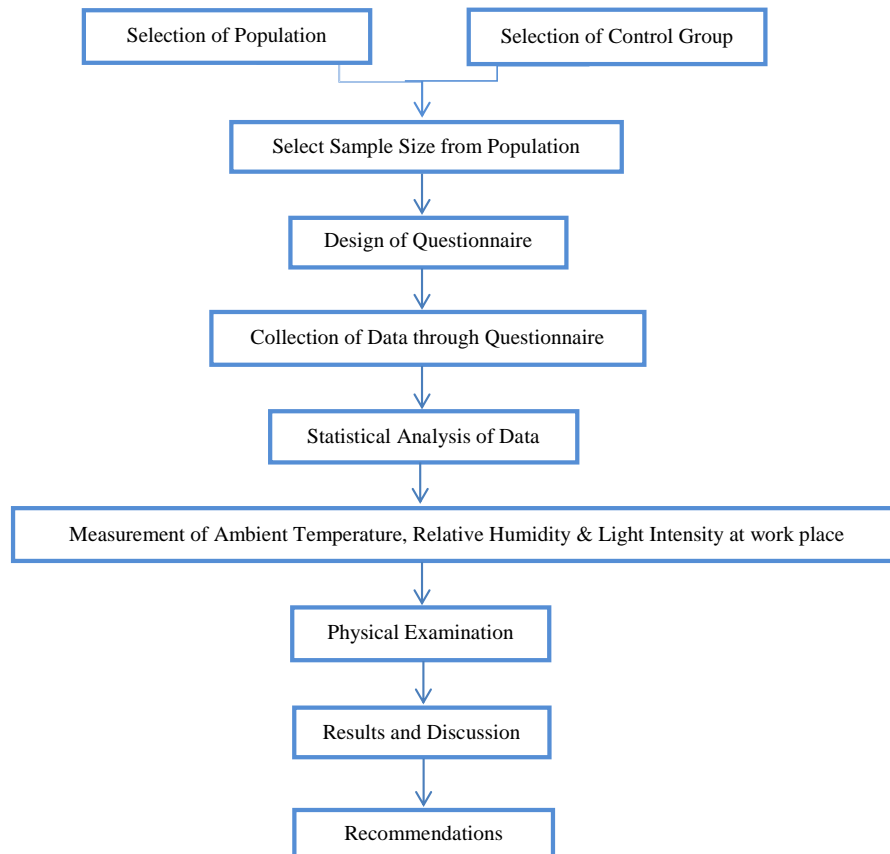 Selection of Population
Selection of Control Group
Select Sample Size from Population
Design of Questionnaire
Collection of Data through Questionnaire
Statistical Analysis of Data
Measurement of Ambient Temperature, Relative Humidity & Light Intensity at work place
Physical Examination
Results and Discussion
Recommendations